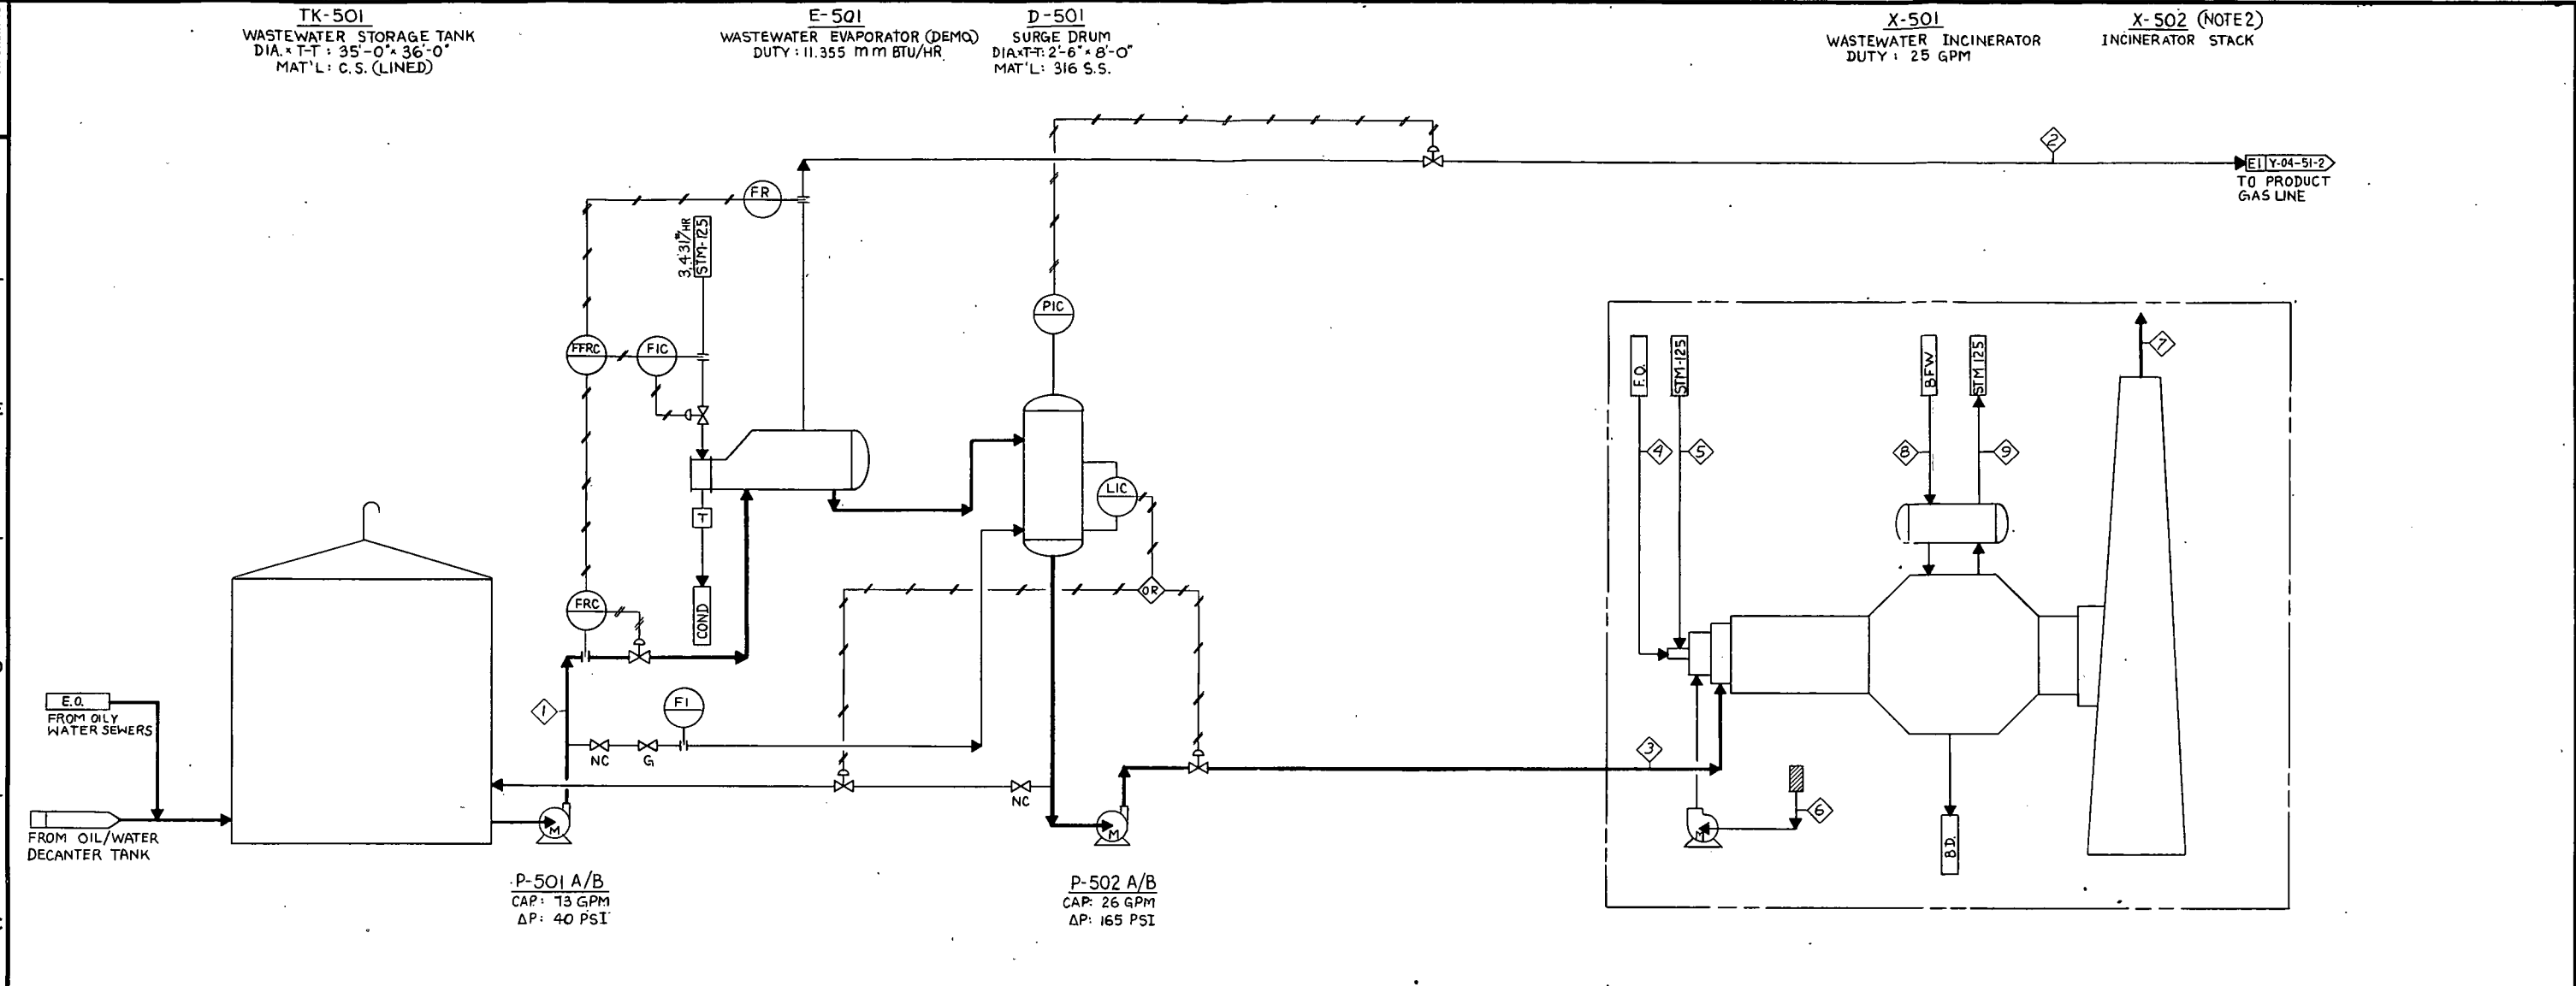 TK-501
WASTEWATER STORAGE TANK
DIA. x T-T : 35'-0" x 36'-0"
MAT'L: C.S. (LINED)
E-501
WASTEWATER EVAPORATOR (DEMO)
DUTY : 11.355 mm BTU/HR
D-501
SURGE DRUM
DIA x T-T: 2'-6" x 8'-0"
MAT'L: 316 S.S.
X-501
WASTEWATER INCINERATOR
DUTY : 25 GPM
X-502 (NOTE 2)
INCINERATOR STACK
2
E1 Y-04-51-2
TO PRODUCT
GAS LINE
FR
3,431 #/HR
STM-125
PIC
FFRC
FIC
F.O.
STM-125
BFW
STM 125
7
4
5
8
9
LIC
T
OR
FRC
COND
E.O.
FROM OILY
WATER SEWERS
1
FI
NC
G
3
NC
6
M
M
M
FROM OIL/WATER
DECANTER TANK
B.D.
P-501 A/B
CAP: 73 GPM
ΔP: 40 PSI
P-502 A/B
CAP: 26 GPM
ΔP: 165 PSI